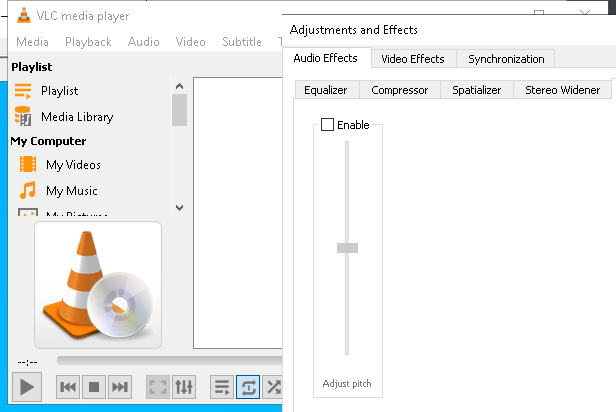 VLC media player
Media Playback Audio Video Subtitle
Playlist
Playlist
Media Library
My Computer
My Videos
My Music
My Pictures
--:--
Adjustments and Effects
Audio Effects Video Effects Synchronization
Equalizer Compressor Spatializer Stereo Widener
Enable
Adjust pitch